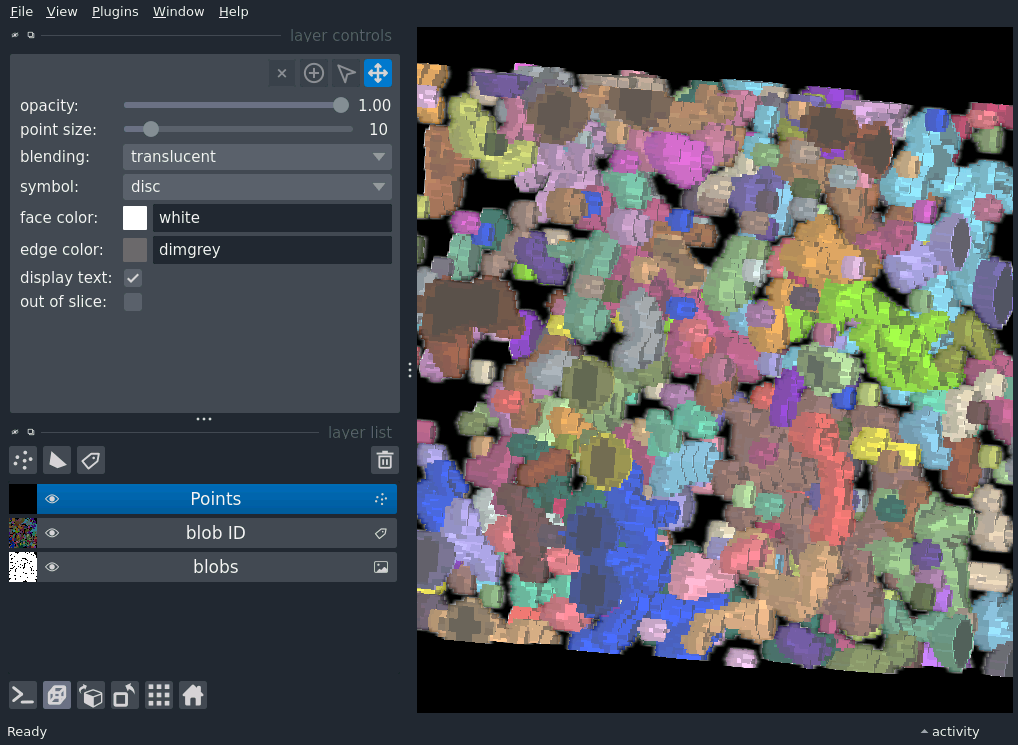 File View Plugins Window Help
layer controls
opacity: 1.00
point size: 10
blending: translucent
symbol: disc
face color: white
edge color: dimgrey
display text:
out of slice:
layer list
Points
blob ID
blobs
Ready
activity